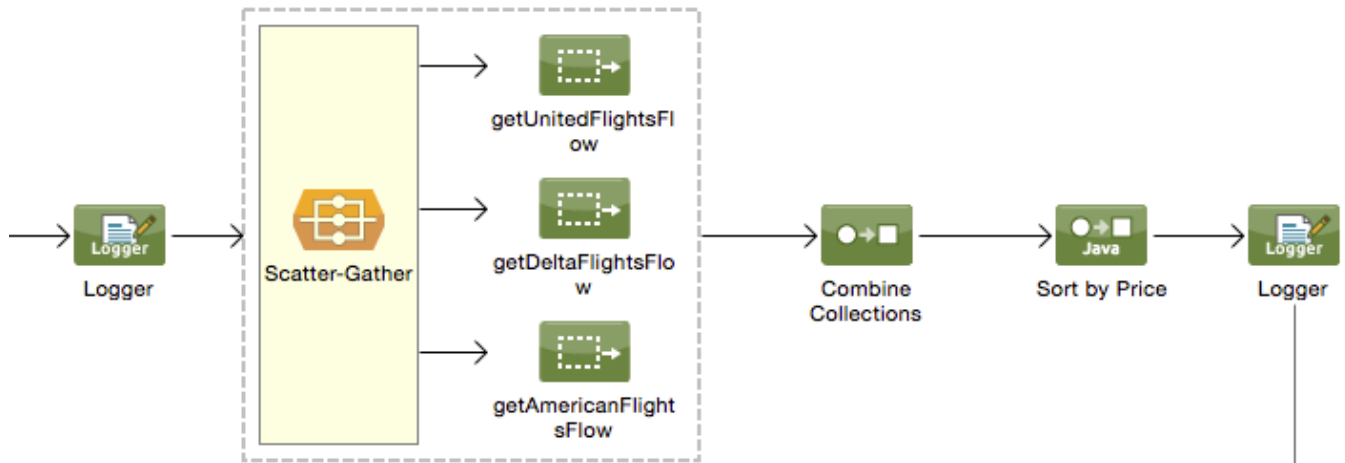 Logger
Logger
Scatter-Gather
getUnitedFlightsFl
ow
getDeltaFlightsFlo
w
getAmericanFlight
sFlow
Combine
Collections
Java
Sort by Price
Logger
Logger